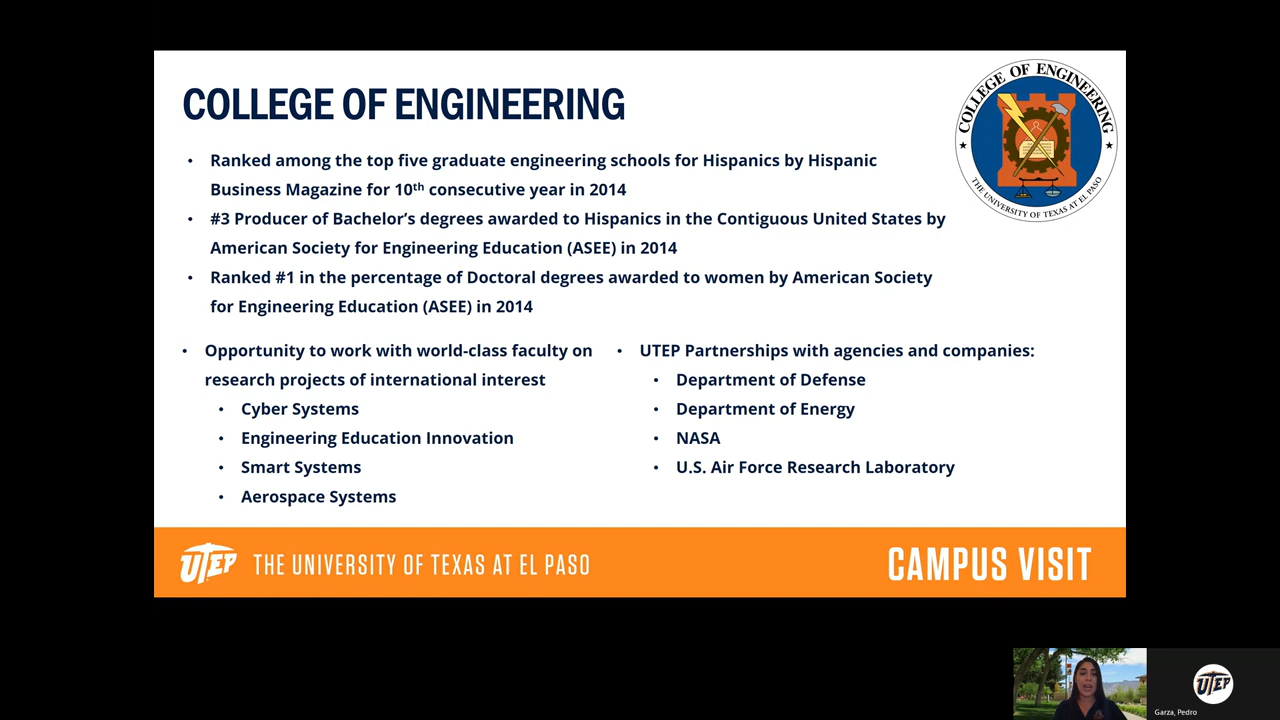 COLLEGE OF ENGINEERING
COLLEGE OF ENGINEERING
THE UNIVERSITY OF TEXAS AT EL PASO
• Ranked among the top five graduate engineering schools for Hispanics by Hispanic
Business Magazine for 10th consecutive year in 2014
• #3 Producer of Bachelor’s degrees awarded to Hispanics in the Contiguous United States by
American Society for Engineering Education (ASEE) in 2014
• Ranked #1 in the percentage of Doctoral degrees awarded to women by American Society
for Engineering Education (ASEE) in 2014
• Opportunity to work with world-class faculty on
research projects of international interest
• Cyber Systems
• Engineering Education Innovation
• Smart Systems
• Aerospace Systems
• UTEP Partnerships with agencies and companies:
• Department of Defense
• Department of Energy
• NASA
• U.S. Air Force Research Laboratory
UTEP THE UNIVERSITY OF TEXAS AT EL PASO
CAMPUS VISIT
UTEP
Garza, Pedro